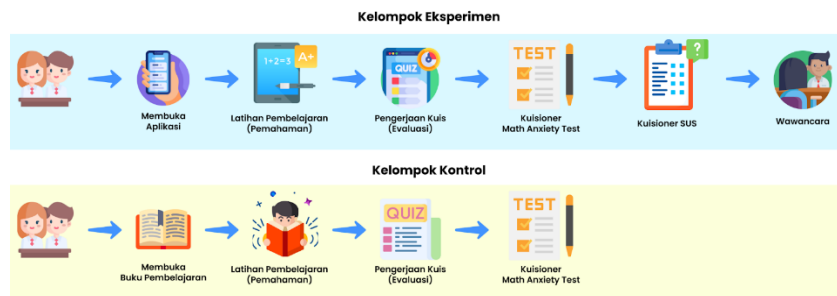 Kelompok Eksperimen
1+2=3
A+
QUIZ
TEST
?
Membuka
Aplikasi
Latihan Pembelajaran
(Pemahaman)
Pengerjaan Kuis
(Evaluasi)
Kuisioner
Math Anxiety Test
Kuisioner SUS
Wawancara
Kelompok Kontrol
QUIZ
TEST
Membuka
Buku Pembelajaran
Latihan Pembelajaran
(Pemahaman)
Pengerjaan Kuis
(Evaluasi)
Kuisioner
Math Anxiety Test